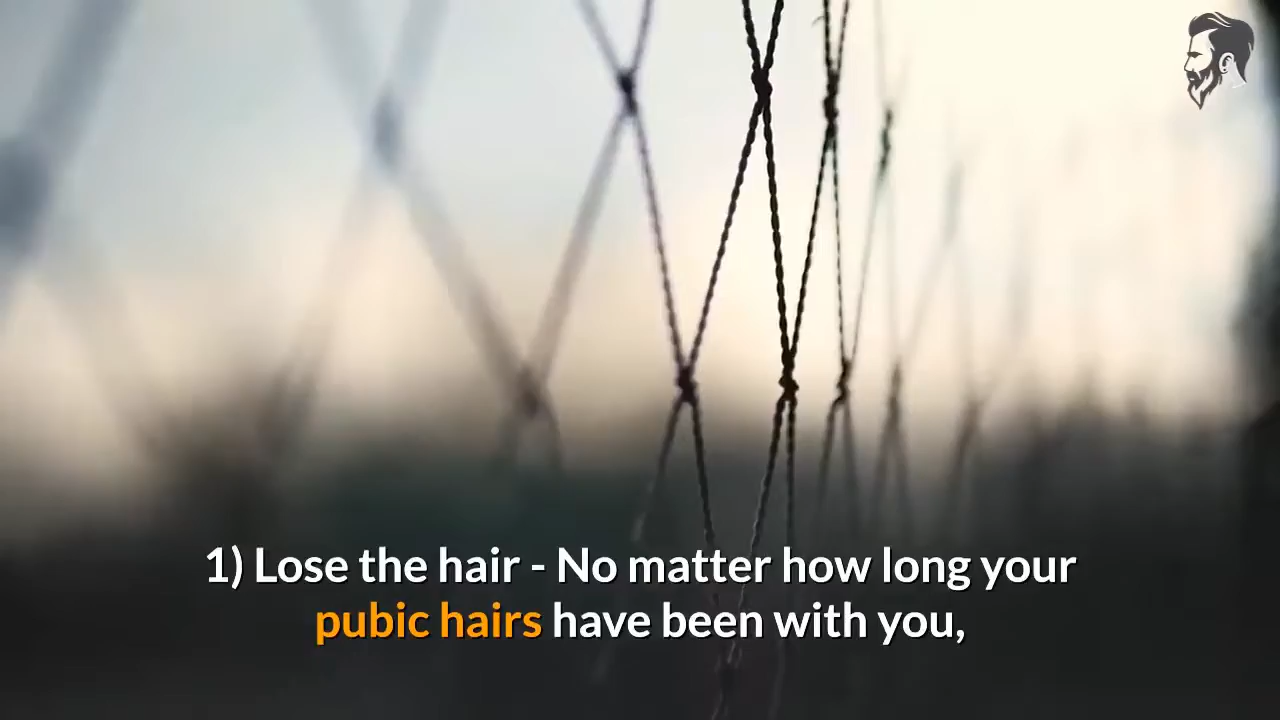 1) Lose the hair - No matter how long your
pubic hairs have been with you,